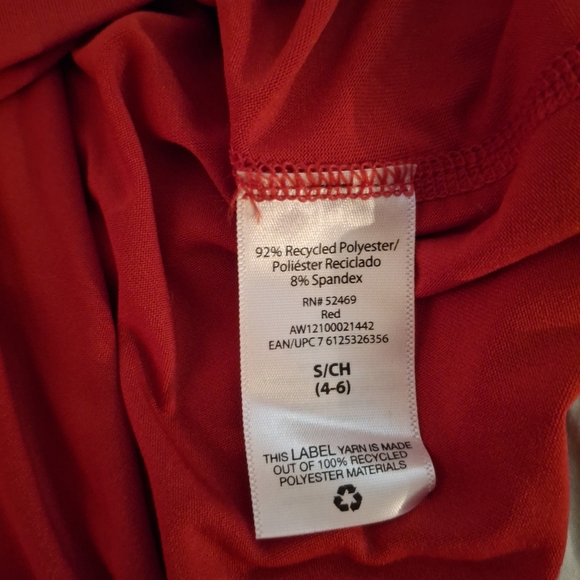 92% Recycled Polyester/
Poliéster Reciclado
8% Spandex
RN# 52469
Red
AW12100021442
EAN/UPC 7 6125326356
S/CH
(4-6)
THIS LABEL YARN IS MADE
OUT OF 100% RECYCLED
POLYESTER MATERIALS